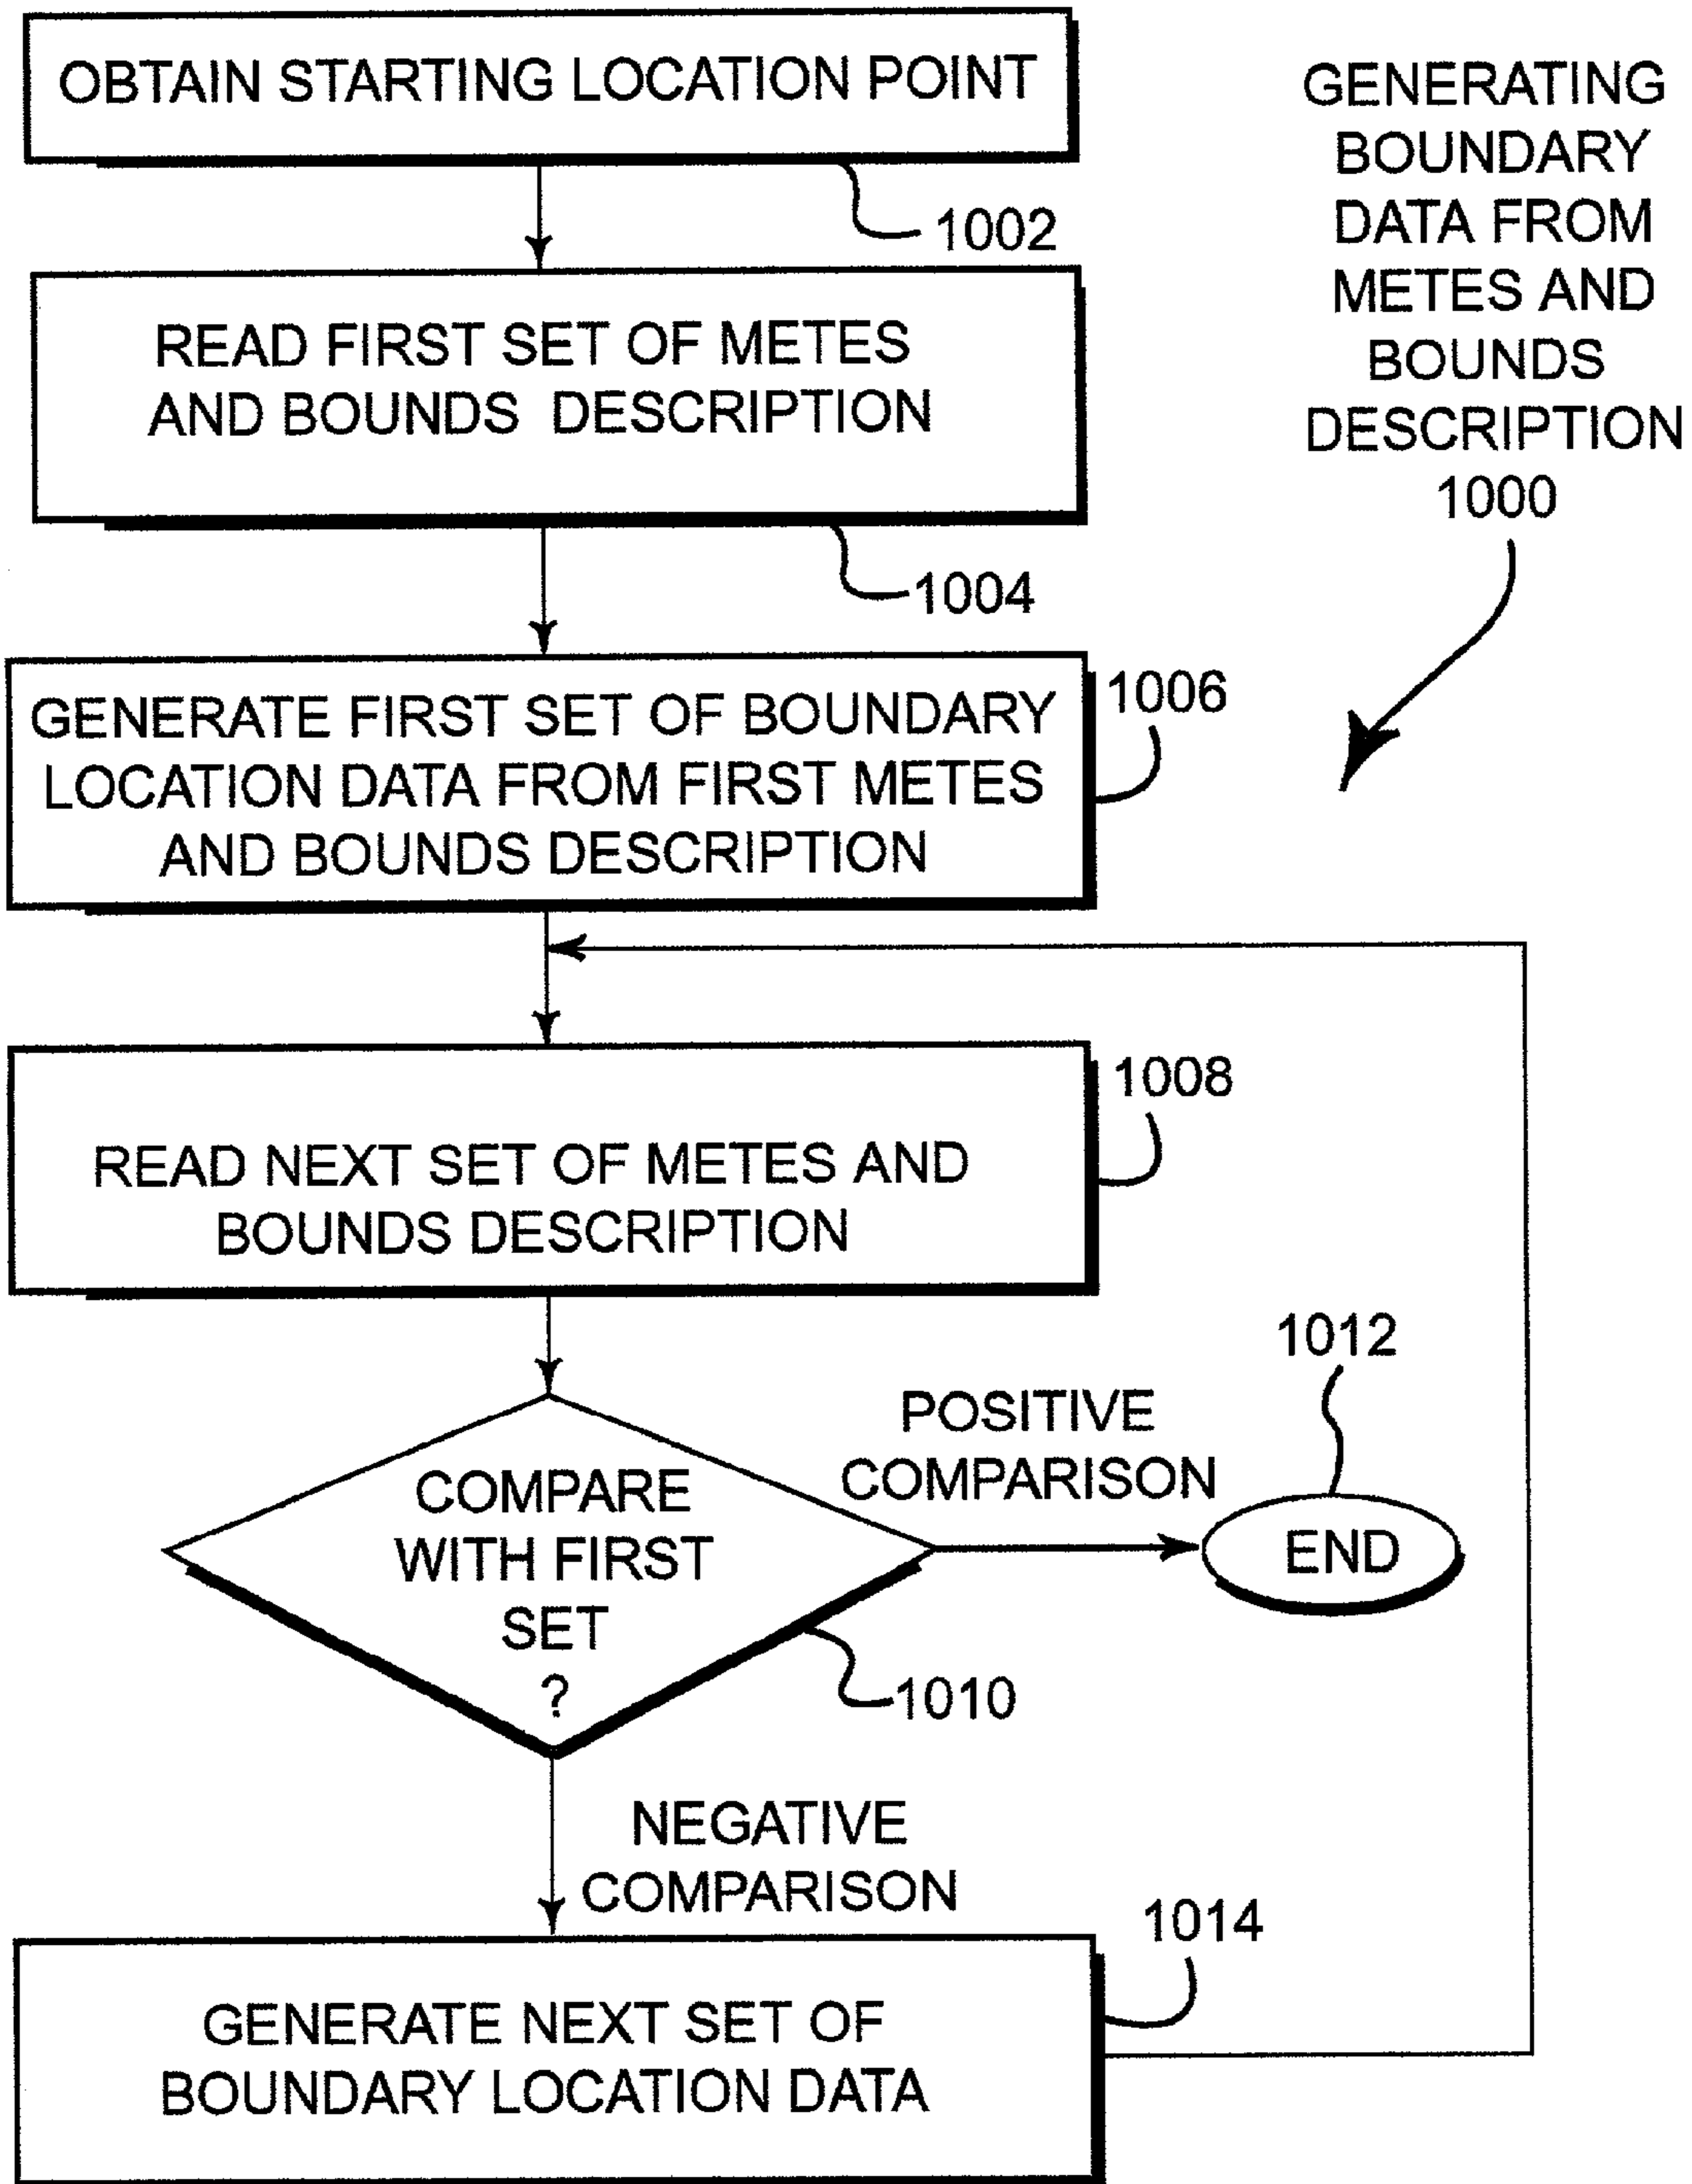 OBTAIN STARTING LOCATION POINT
1002
GENERATING
BOUNDARY
DATA FROM
METES AND
BOUNDS
DESCRIPTION
1000
READ FIRST SET OF METES
AND BOUNDS DESCRIPTION
1004
GENERATE FIRST SET OF BOUNDARY
LOCATION DATA FROM FIRST METES
AND BOUNDS DESCRIPTION
1006
READ NEXT SET OF METES AND
BOUNDS DESCRIPTION
1008
COMPARE
WITH FIRST
SET
?
1010
POSITIVE
COMPARISON
1012
END
NEGATIVE
COMPARISON
1014
GENERATE NEXT SET OF
BOUNDARY LOCATION DATA